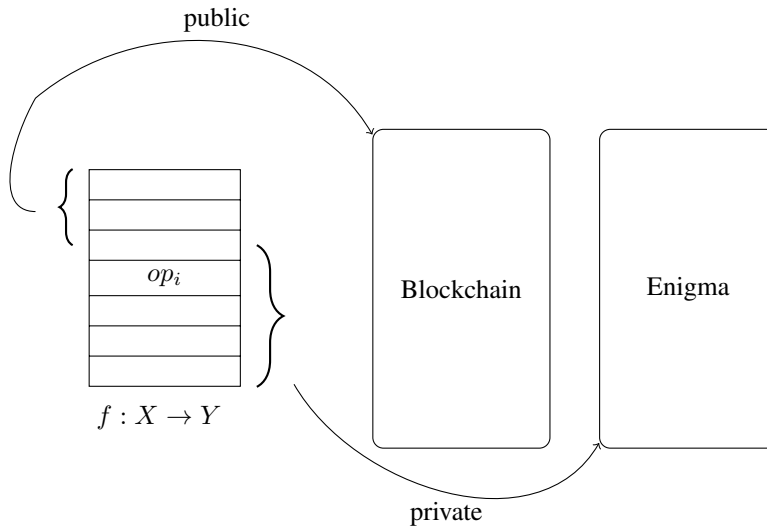 public
op_i
Blockchain
Enigma
f : X → Y
private